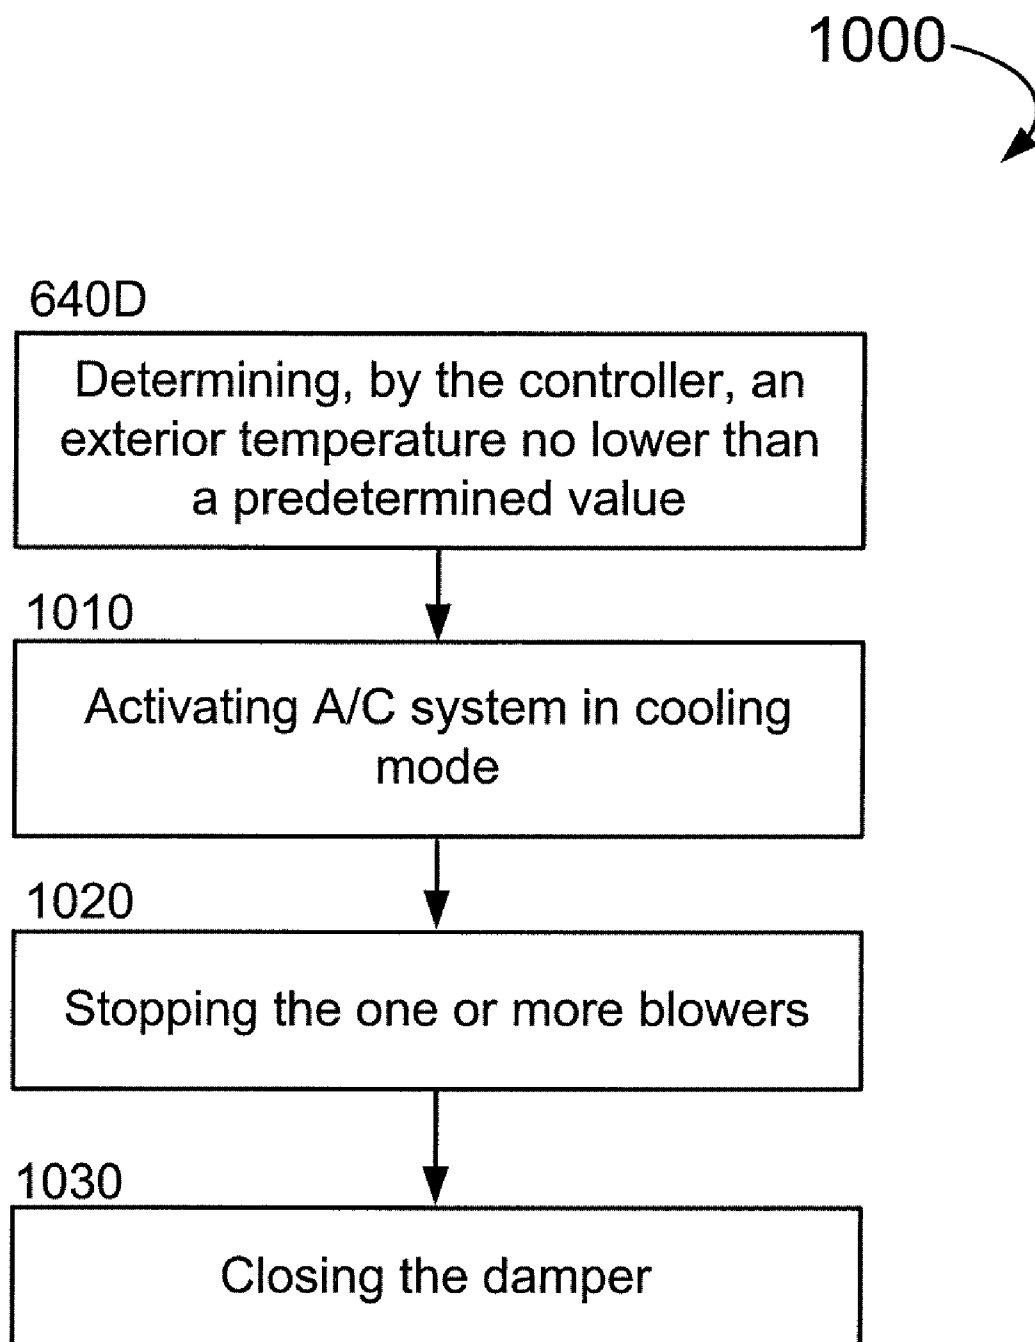 1000
640D
Determining, by the controller, an
exterior temperature no lower than
a predetermined value
1010
Activating A/C system in cooling
mode
1020
Stopping the one or more blowers
1030
Closing the damper